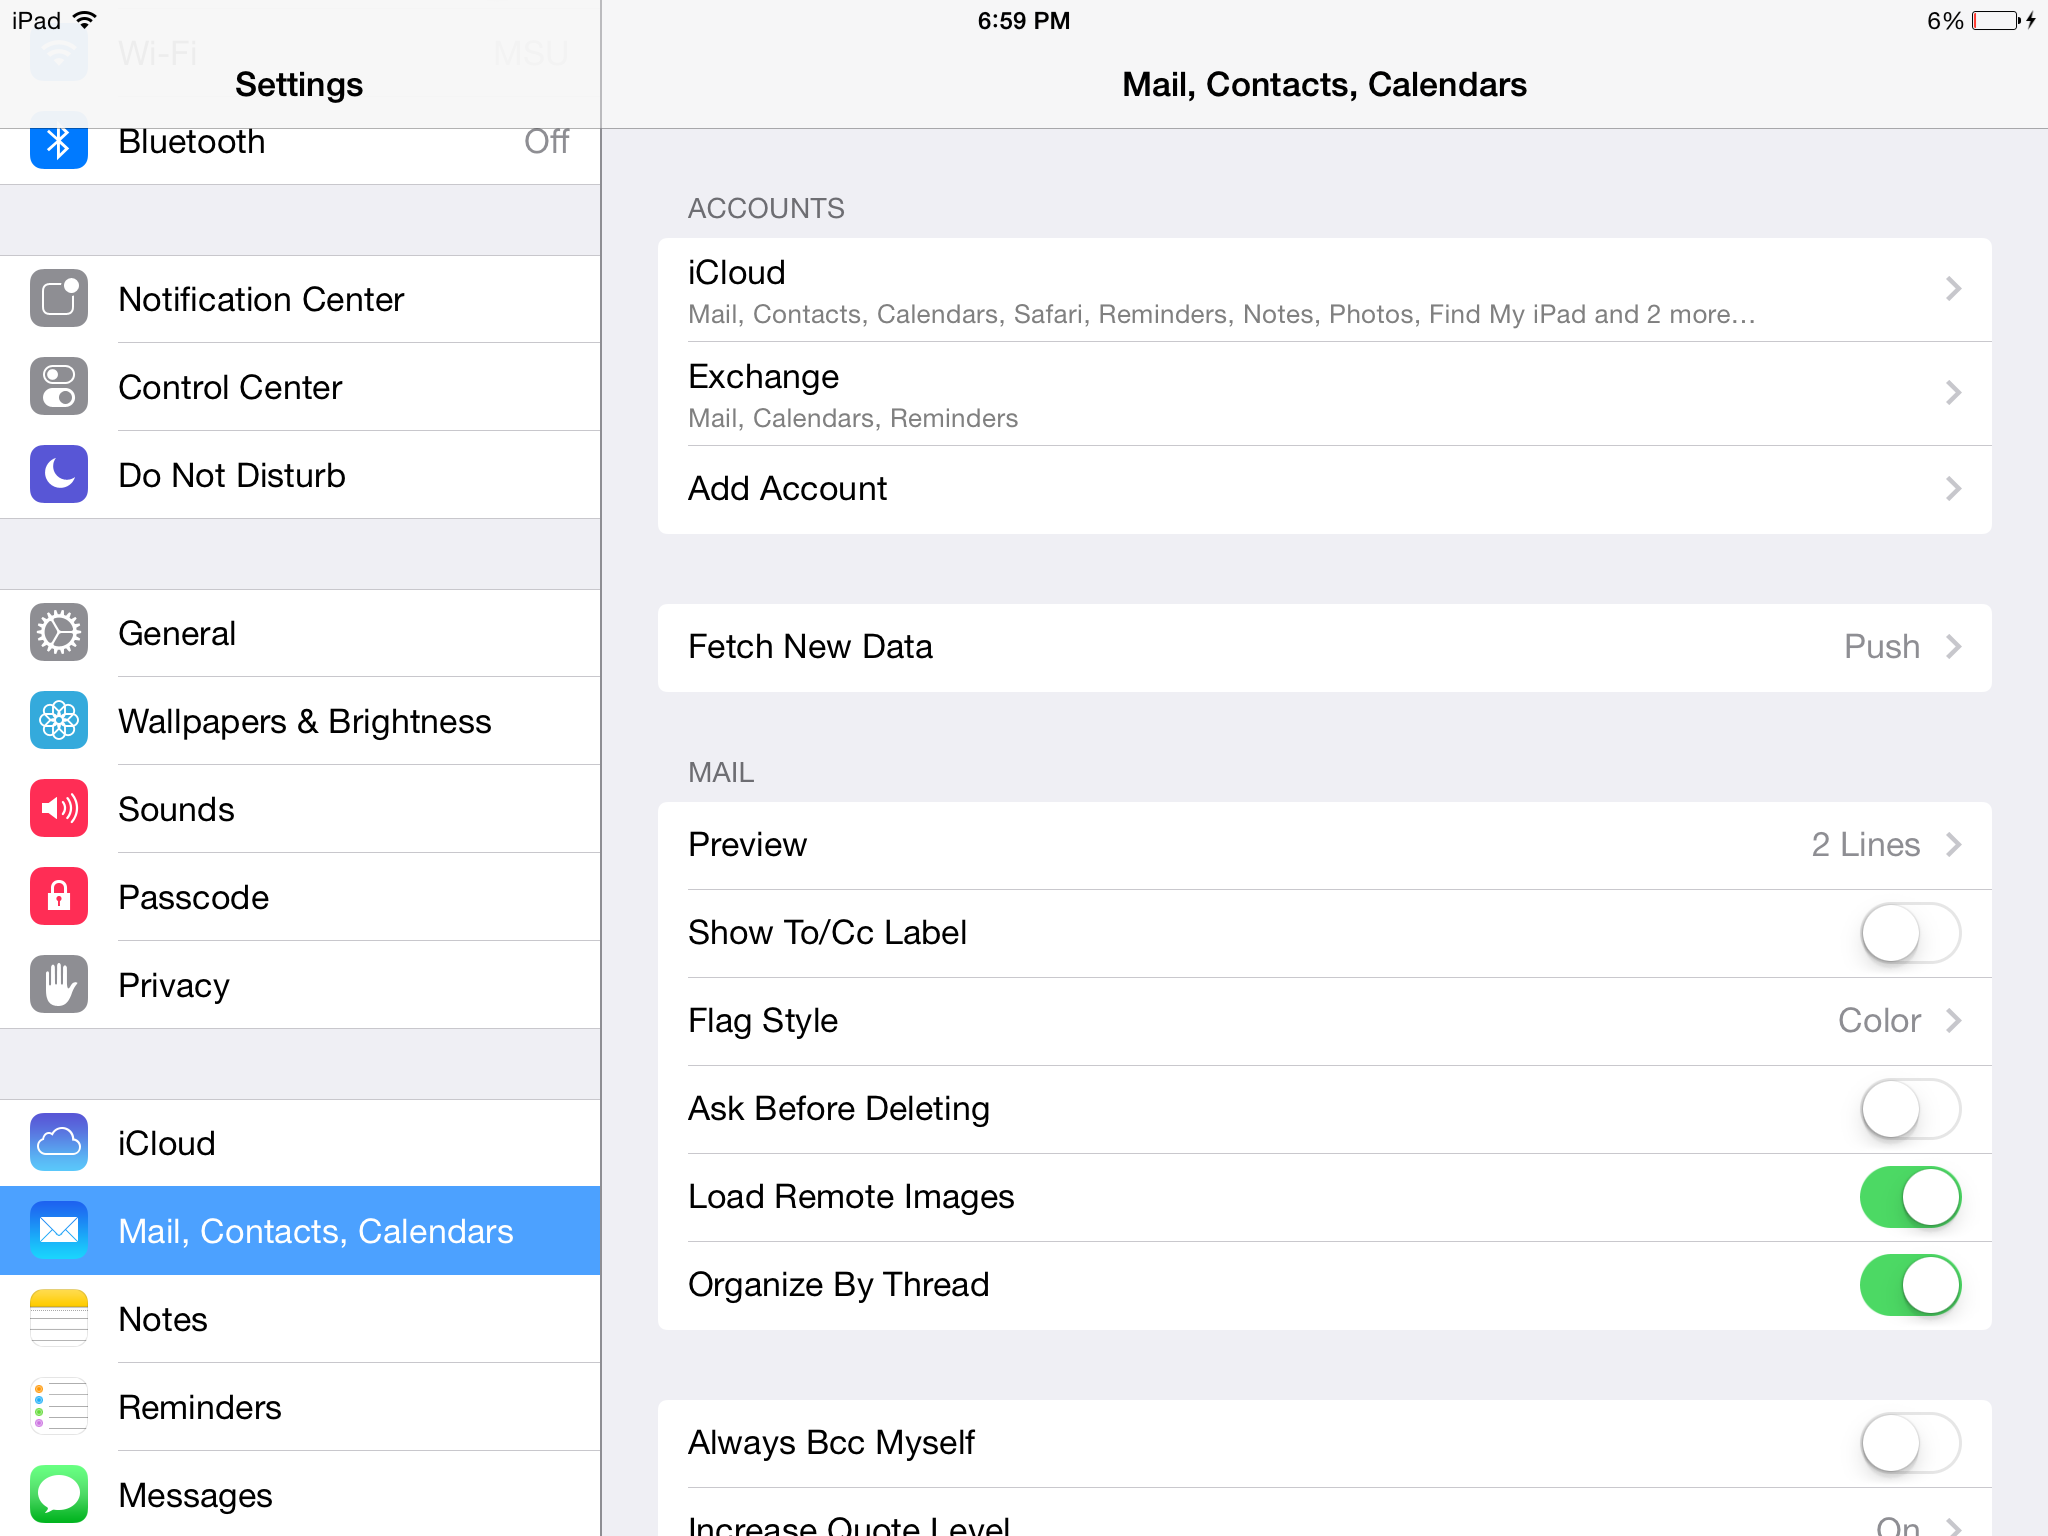 iPad
6:59 PM
6%
Wi-Fi MSU
Settings
Bluetooth Off
Notification Center
Control Center
Do Not Disturb
General
Wallpapers & Brightness
Sounds
Passcode
Privacy
iCloud
Mail, Contacts, Calendars
Notes
Reminders
Messages
Mail, Contacts, Calendars
ACCOUNTS
iCloud
Mail, Contacts, Calendars, Safari, Reminders, Notes, Photos, Find My iPad and 2 more...
Exchange
Mail, Calendars, Reminders
Add Account
Fetch New Data Push
MAIL
Preview 2 Lines
Show To/Cc Label
Flag Style Color
Ask Before Deleting
Load Remote Images
Organize By Thread
Always Bcc Myself
Increase Quote Level On